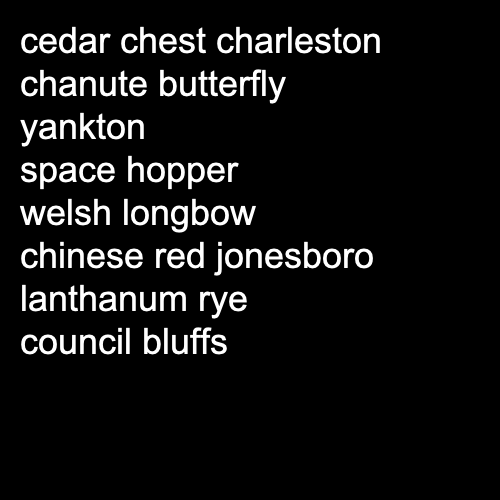 cedar chest charleston
chanute butterfly
yankton
space hopper
welsh longbow
chinese red jonesboro
lanthanum rye
council bluffs